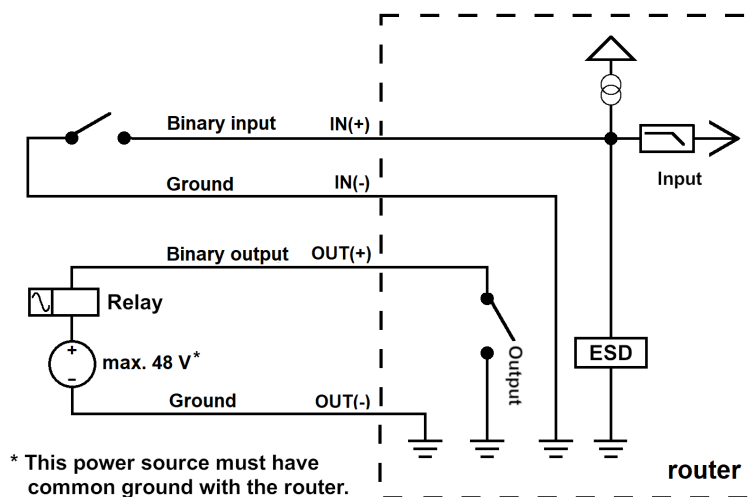 Binary input IN(+)
Input
Ground IN(-)
Binary output OUT(+)
Relay
+
max. 48 V*
−
Output
ESD
Ground OUT(-)
* This power source must have
common ground with the router.
router